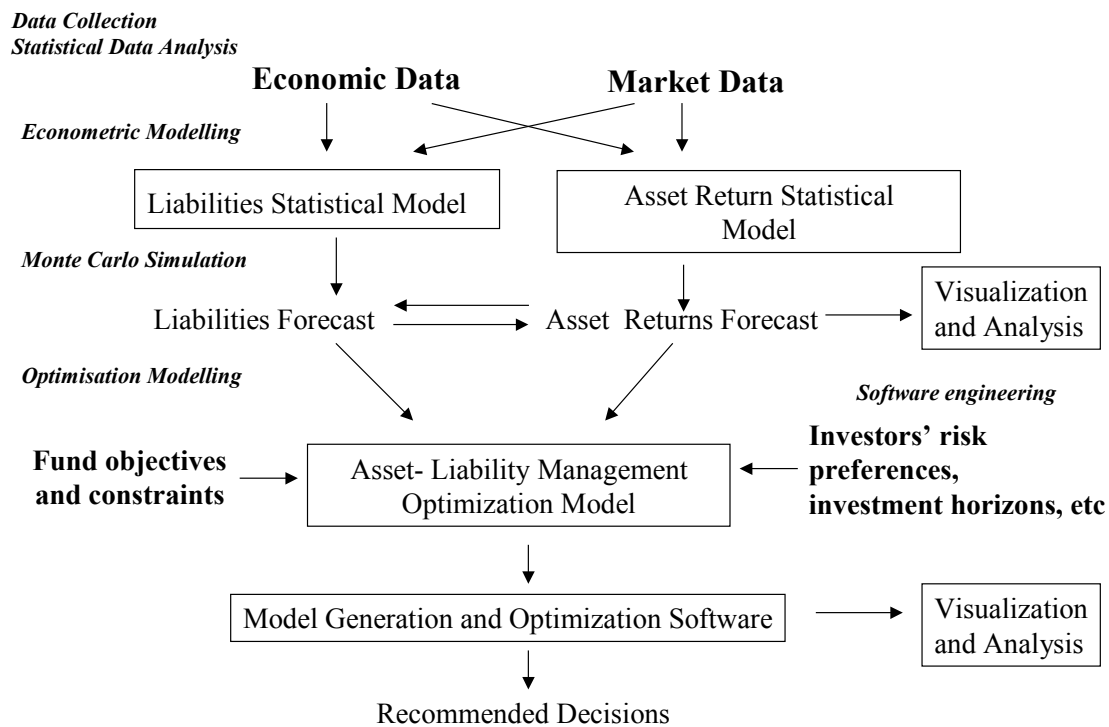 Data Collection
Statistical Data Analysis
Economic Data
Market Data
Econometric Modelling
Liabilities Statistical Model
Asset Return Statistical
Model
Monte Carlo Simulation
Liabilities Forecast
Asset Returns Forecast
Visualization
and Analysis
Optimisation Modelling
Software engineering
Fund objectives
and constraints
Asset- Liability Management
Optimization Model
Investors’ risk
preferences,
investment horizons, etc
Model Generation and Optimization Software
Visualization
and Analysis
Recommended Decisions